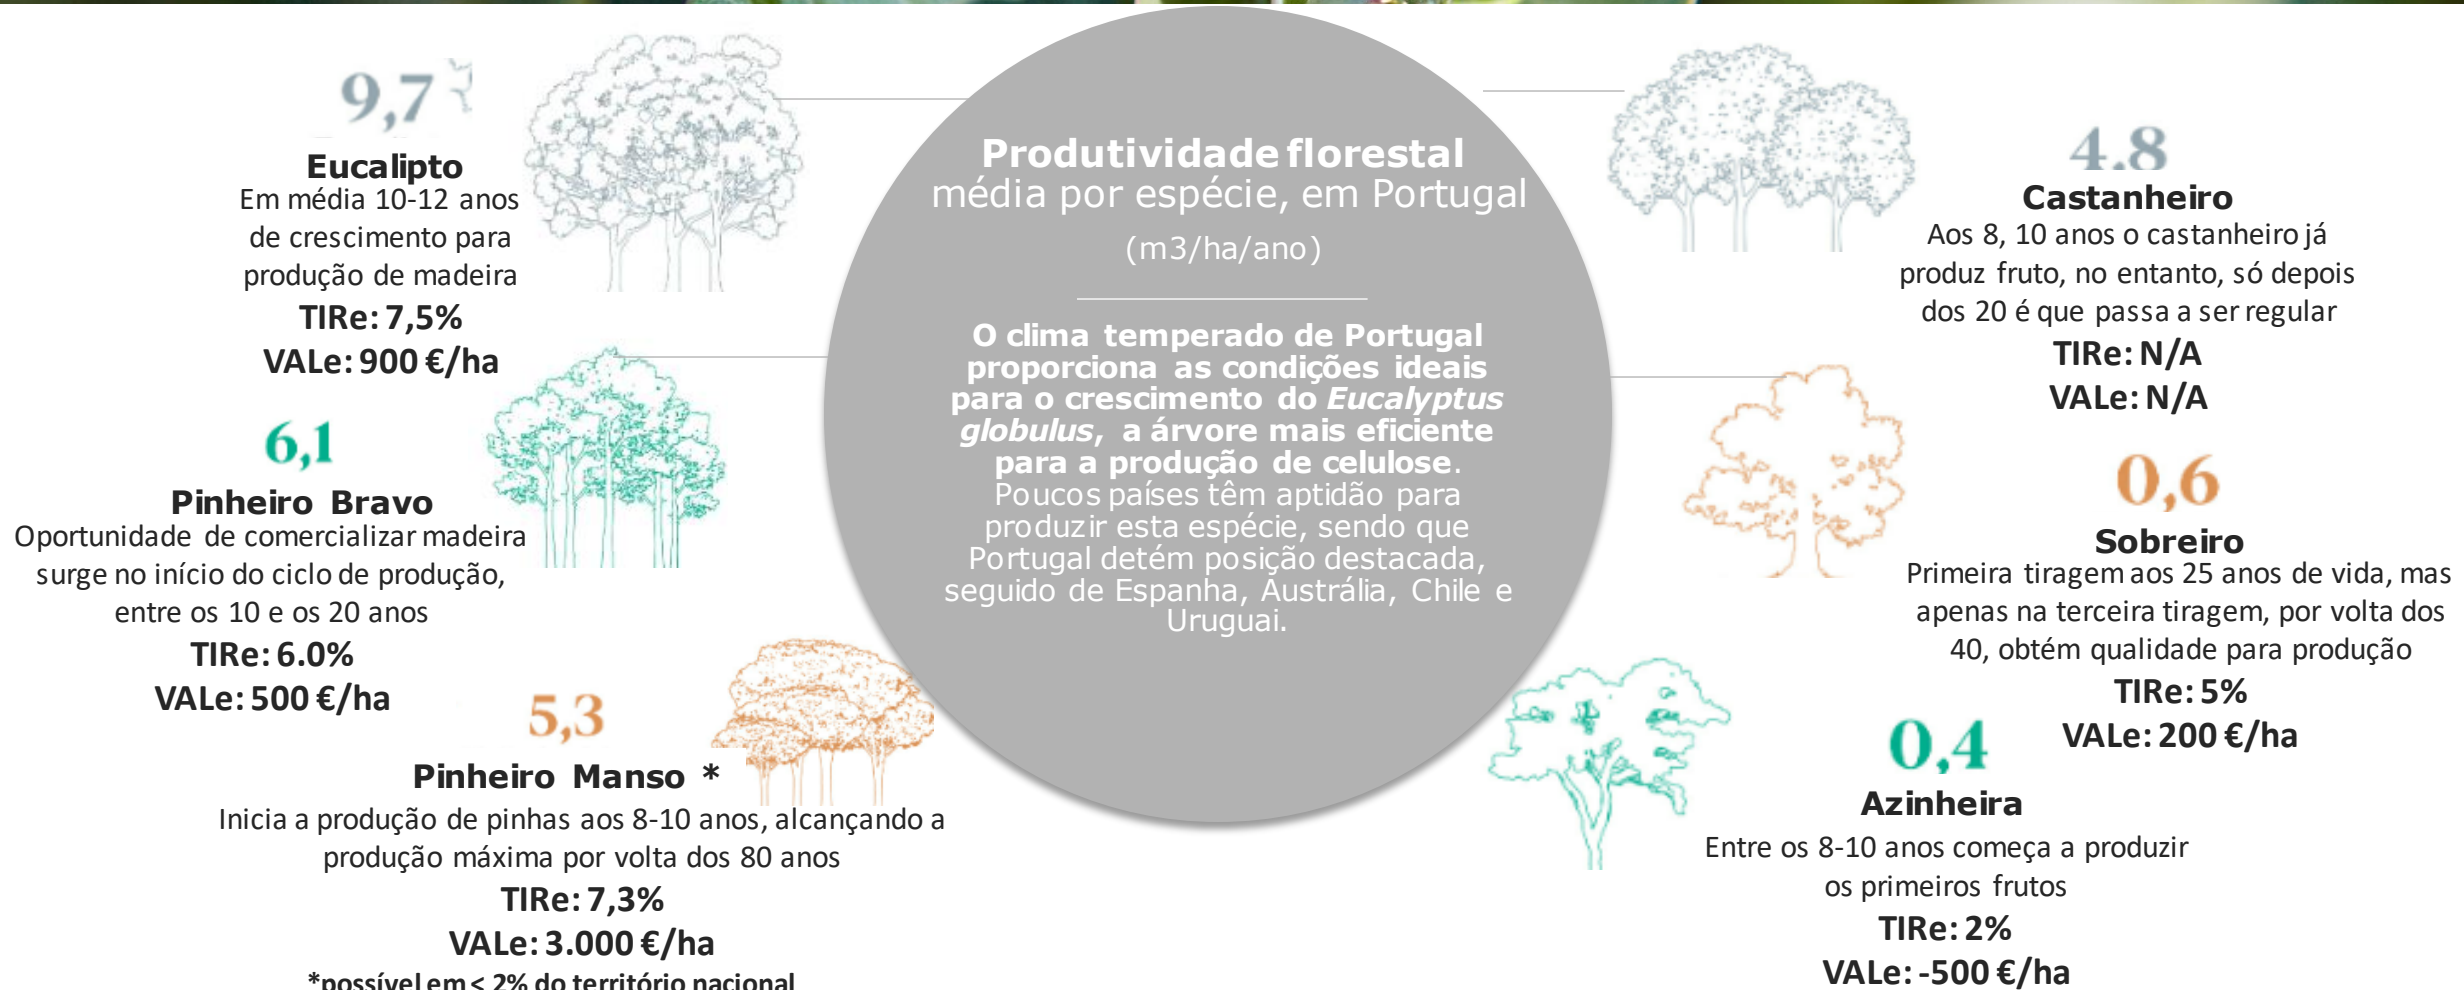 9,7
Eucalipto
Em média 10-12 anos
de crescimento para
produção de madeira
TIRe: 7,5%
VALe: 900 €/ha
6,1
Pinheiro Bravo
Oportunidade de comercializar madeira
surge no início do ciclo de produção,
entre os 10 e os 20 anos
TIRe: 6.0%
VALe: 500 €/ha
5,3
Pinheiro Manso *
Inicia a produção de pinhas aos 8-10 anos, alcançando a
produção máxima por volta dos 80 anos
TIRe: 7,3%
VALe: 3.000 €/ha
*possível em < 2% do território nacional
Produtividade florestal
média por espécie, em Portugal
(m3/ha/ano)
O clima temperado de Portugal
proporciona as condições ideais
para o crescimento do Eucalyptus
globulus, a árvore mais eficiente
para a produção de celulose.
Poucos países têm aptidão para
produzir esta espécie, sendo que
Portugal detém posição destacada,
seguido de Espanha, Austrália, Chile e
Uruguai.
4.8
Castanheiro
Aos 8, 10 anos o castanheiro já
produz fruto, no entanto, só depois
dos 20 é que passa a ser regular
TIRe: N/A
VALe: N/A
0,6
Sobreiro
Primeira tiragem aos 25 anos de vida, mas
apenas na terceira tiragem, por volta dos
40, obtém qualidade para produção
TIRe: 5%
VALe: 200 €/ha
0,4
Azinheira
Entre os 8-10 anos começa a produzir
os primeiros frutos
TIRe: 2%
VALe: -500 €/ha